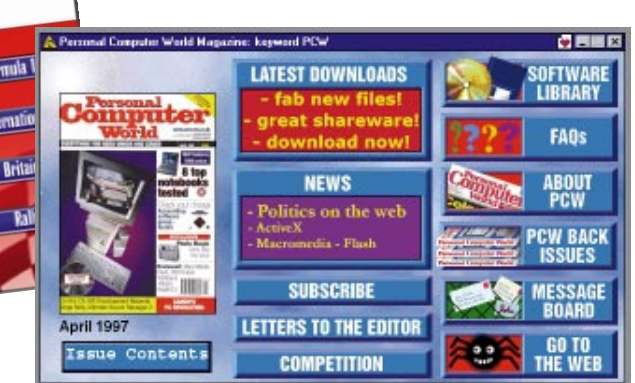 Personal Computer World Magazine: keyword PCW
Personal
Computer
World
8 top
notebooks
tested
April 1997
Issue Contents
LATEST DOWNLOADS
- fab new files!
- great shareware!
- download now!
NEWS
- Politics on the web
- ActiveX
- Macromedia - Flash
SUBSCRIBE
LETTERS TO THE EDITOR
COMPETITION
SOFTWARE
LIBRARY
????
FAQs
ABOUT
PCW
PCW BACK
ISSUES
MESSAGE
BOARD
GO TO
THE WEB